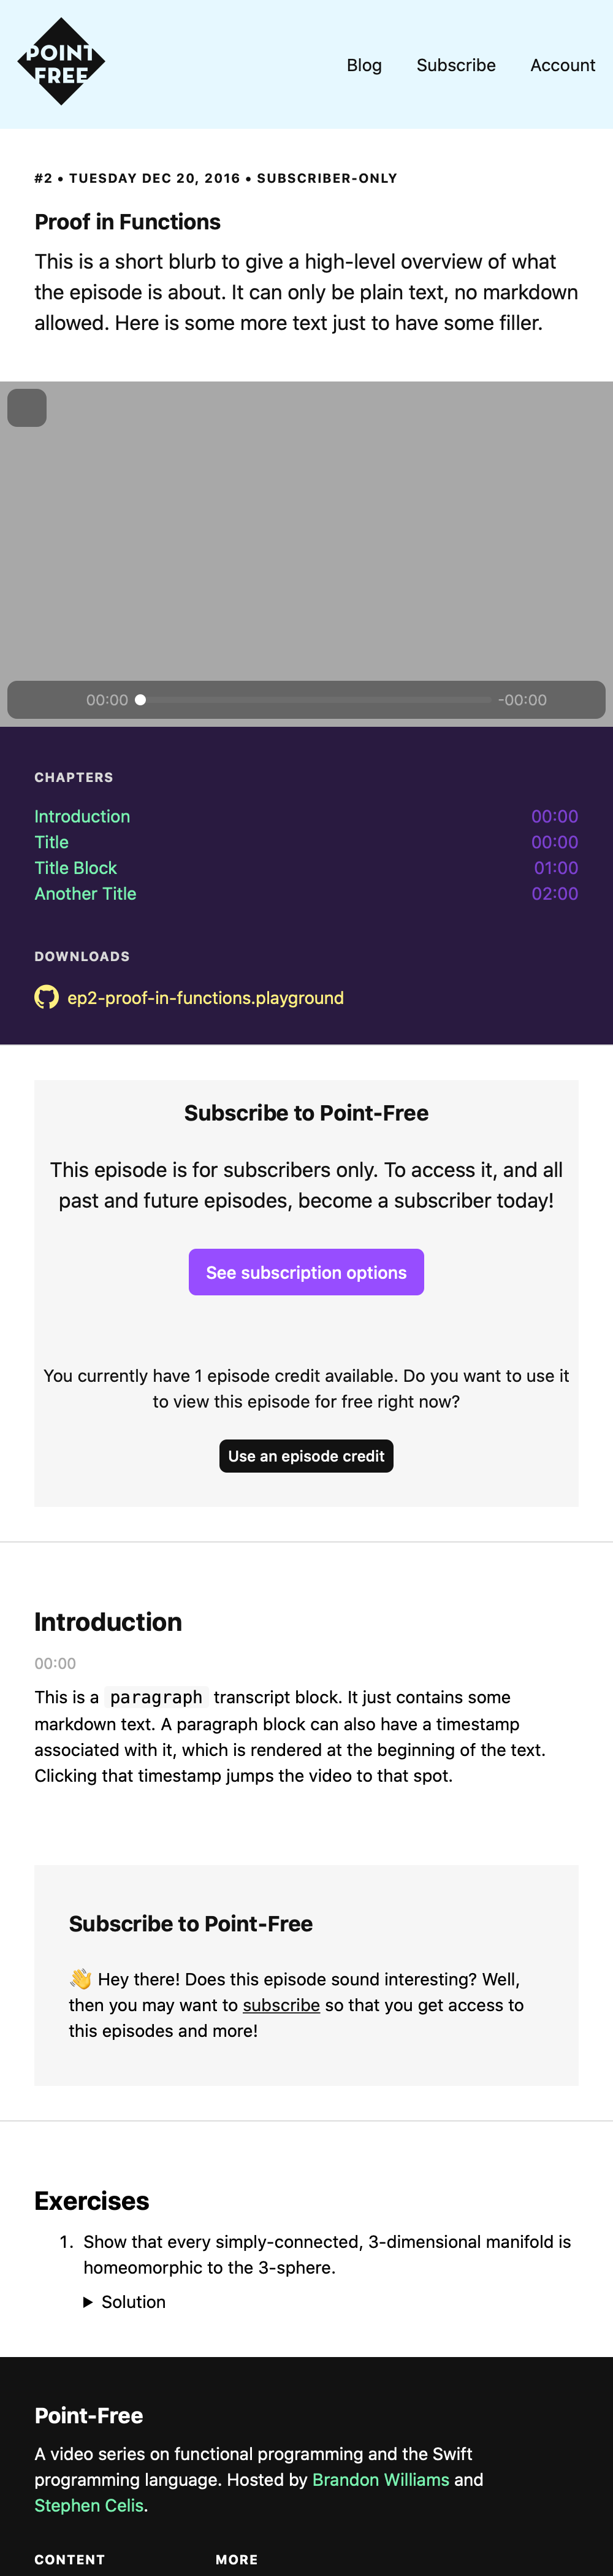 POINT
FREE
Blog Subscribe Account
#2 • TUESDAY DEC 20, 2016 • SUBSCRIBER-ONLY
Proof in Functions
This is a short blurb to give a high-level overview of what
the episode is about. It can only be plain text, no markdown
allowed. Here is some more text just to have some filler.
00:00 -00:00
CHAPTERS
Introduction 00:00
Title 00:00
Title Block 01:00
Another Title 02:00
DOWNLOADS
ep2-proof-in-functions.playground
Subscribe to Point-Free
This episode is for subscribers only. To access it, and all
past and future episodes, become a subscriber today!
See subscription options
You currently have 1 episode credit available. Do you want to use it
to view this episode for free right now?
Use an episode credit
Introduction
00:00
This is a paragraph transcript block. It just contains some
markdown text. A paragraph block can also have a timestamp
associated with it, which is rendered at the beginning of the text.
Clicking that timestamp jumps the video to that spot.
Subscribe to Point-Free
👋 Hey there! Does this episode sound interesting? Well,
then you may want to subscribe so that you get access to
this episodes and more!
Exercises
1. Show that every simply-connected, 3-dimensional manifold is
homeomorphic to the 3-sphere.
Solution
Point-Free
A video series on functional programming and the Swift
programming language. Hosted by Brandon Williams and
Stephen Celis.
CONTENT MORE